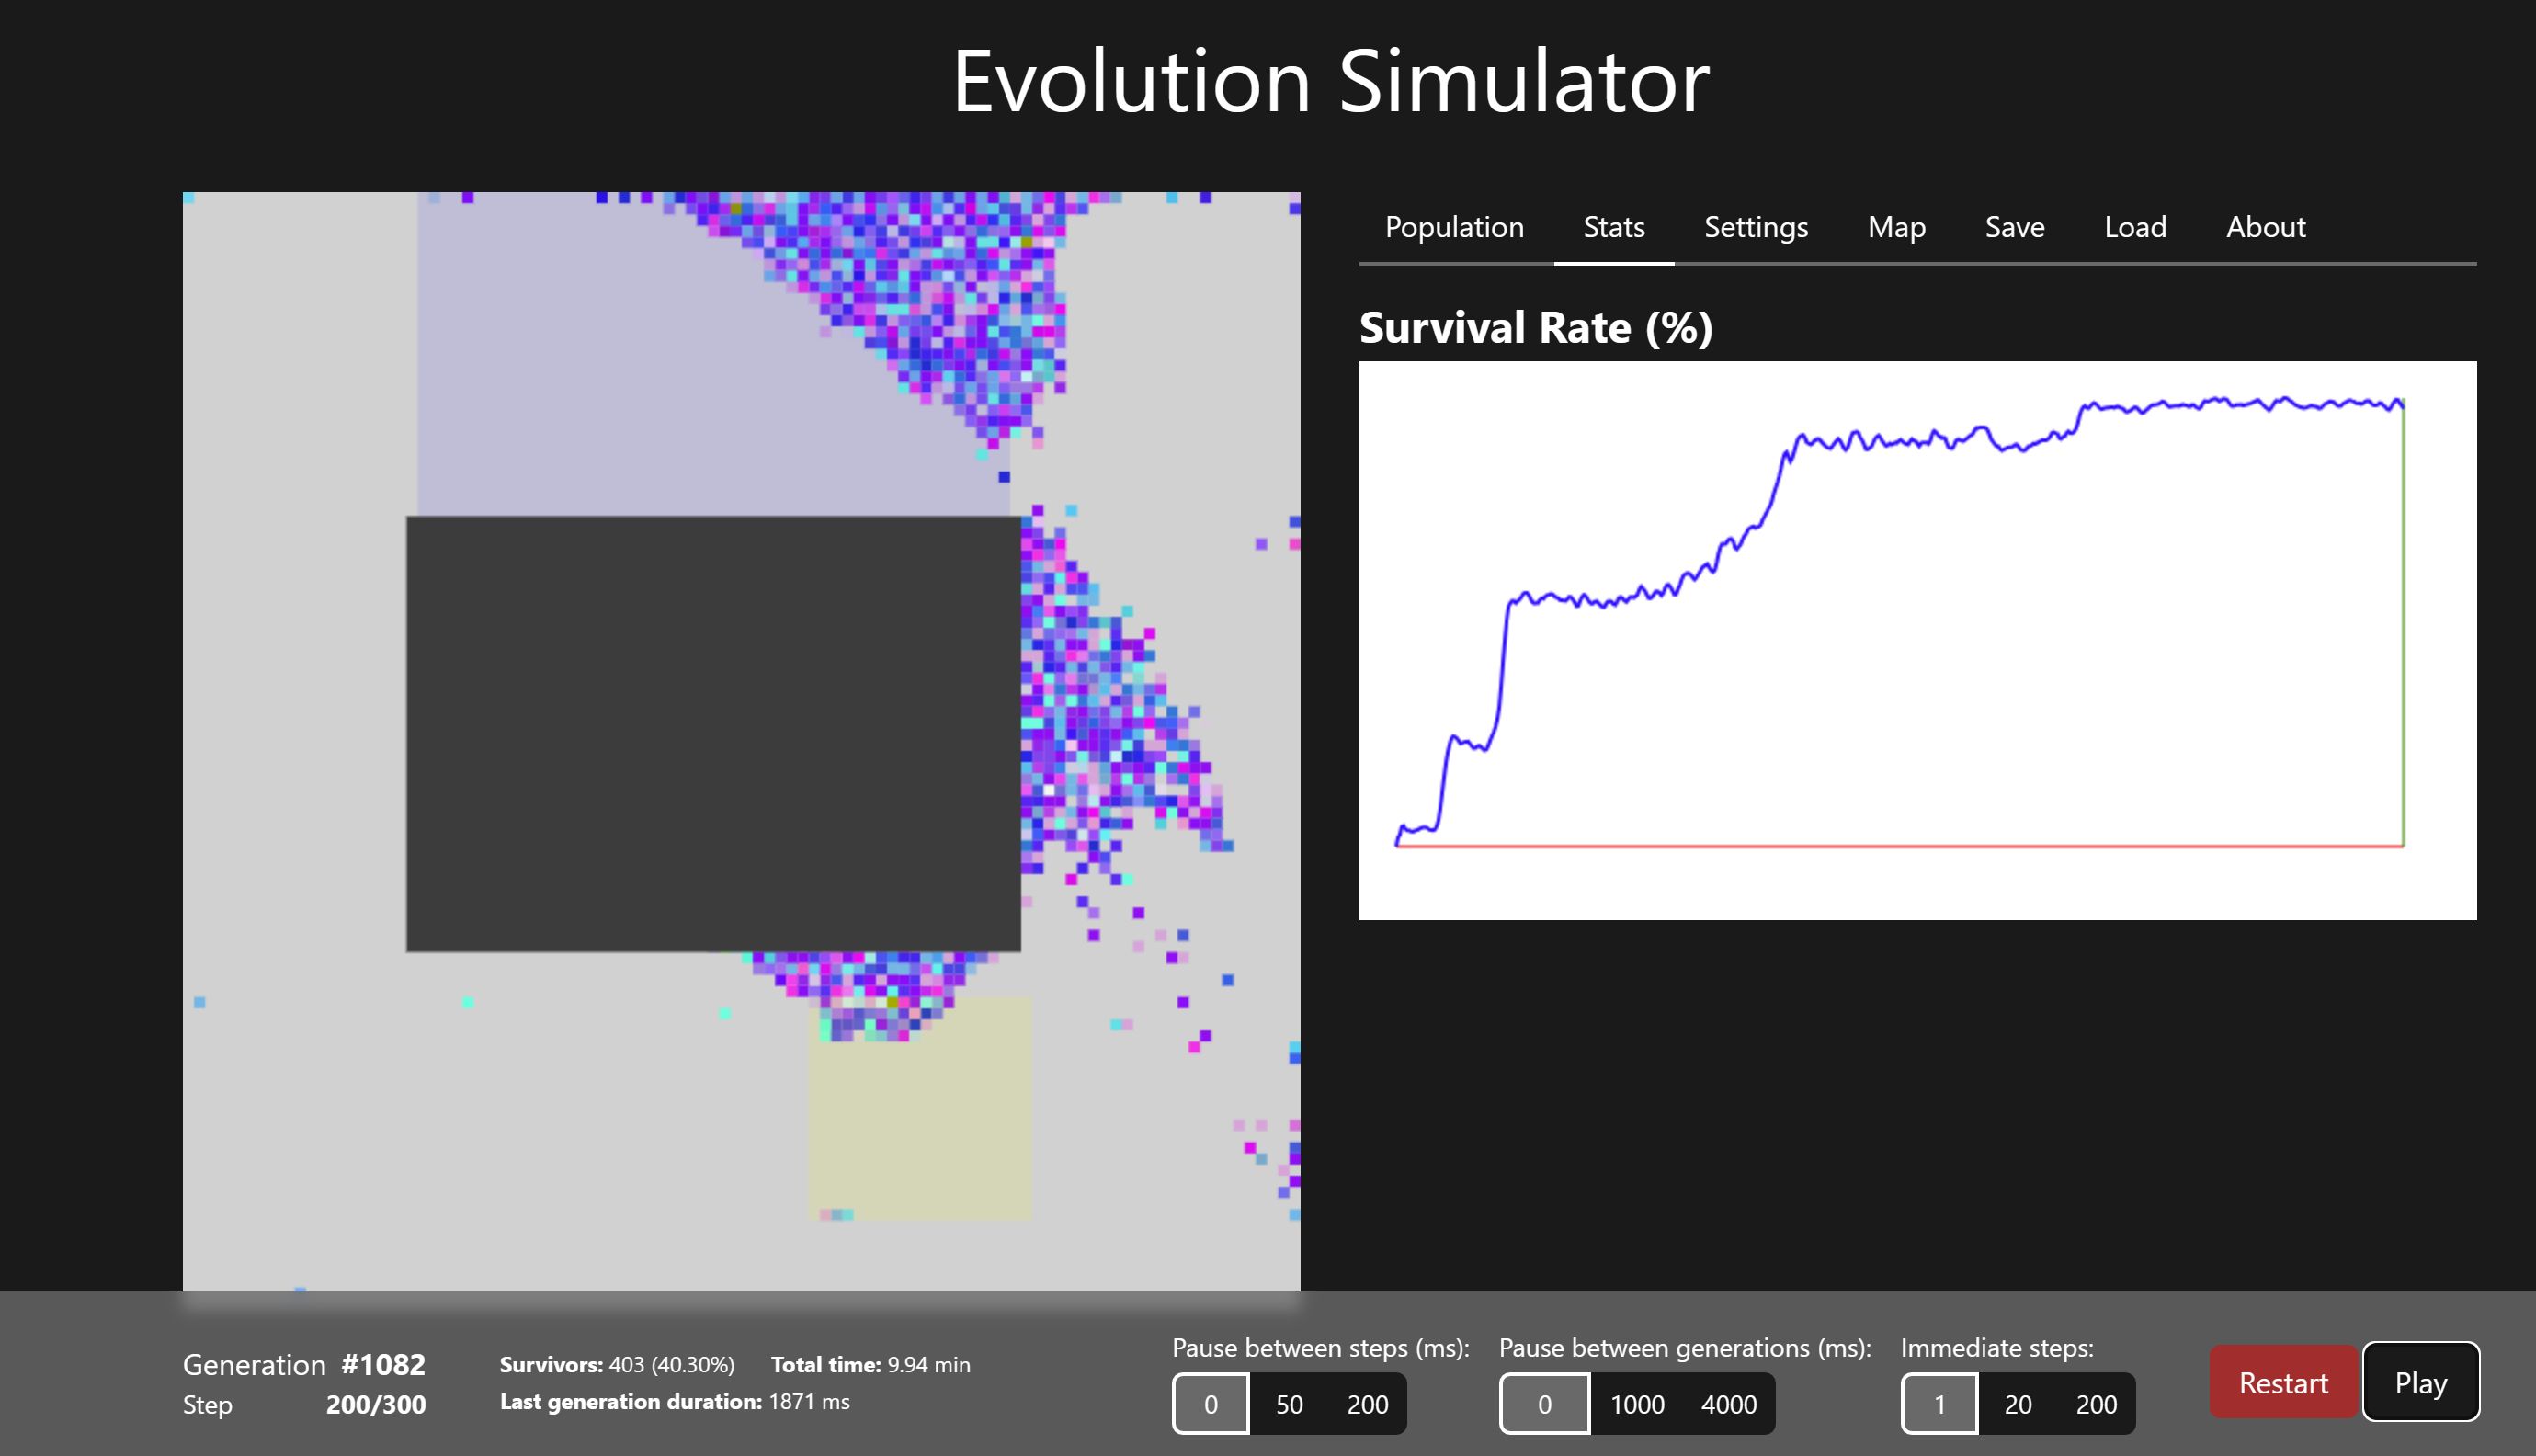 Evolution Simulator
Population Stats Settings Map Save Load About
Survival Rate (%)
Generation #1082
Step 200/300
Survivors: 403 (40.30%) Total time: 9.94 min
Last generation duration: 1871 ms
Pause between steps (ms):
0 50 200
Pause between generations (ms):
0 1000 4000
Immediate steps:
1 20 200
Restart
Play